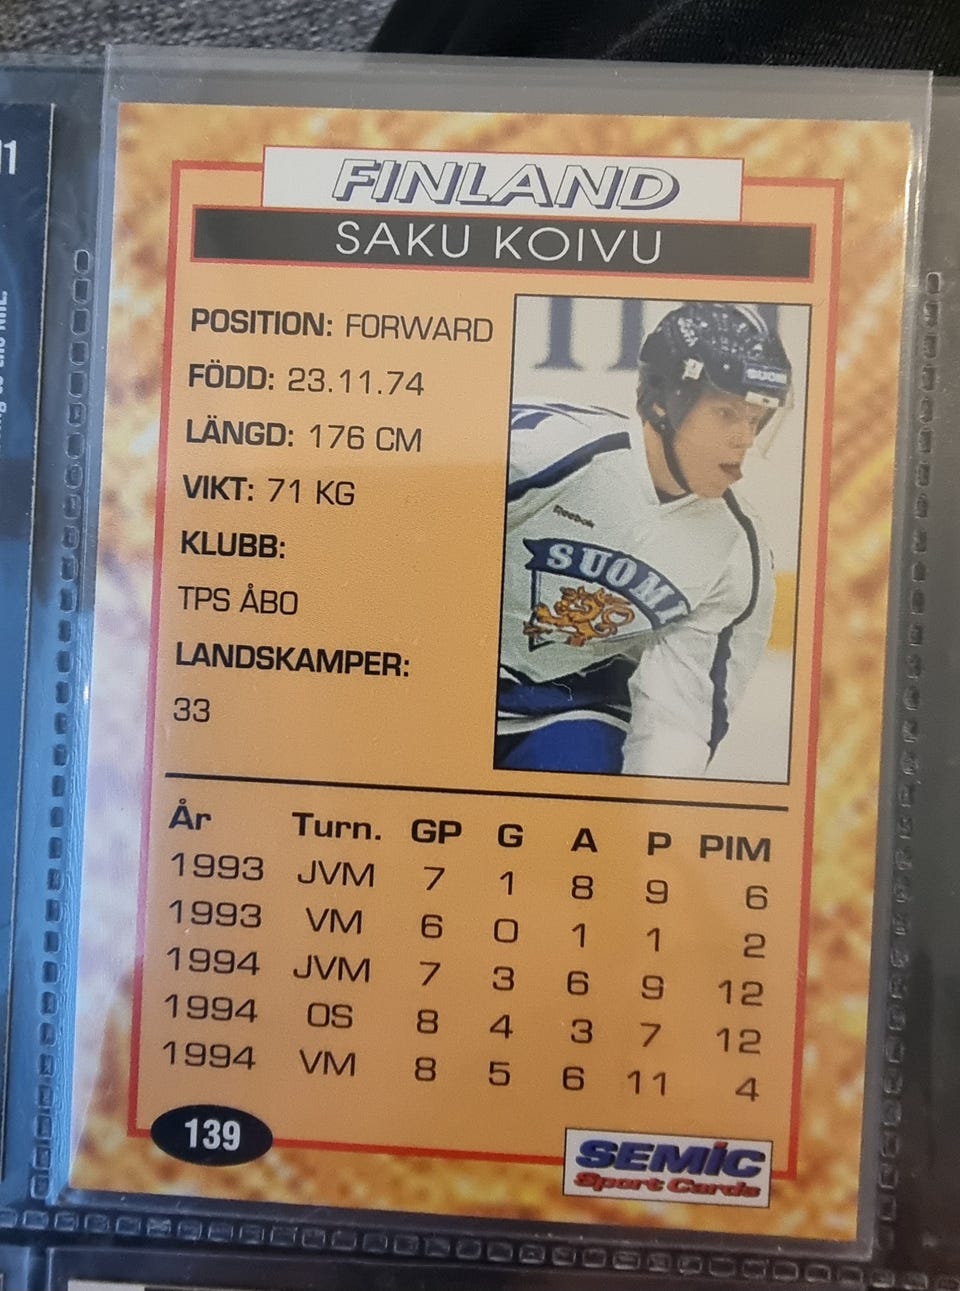 FINLAND
SAKU KOIVU
POSITION: FORWARD
FÖDD: 23.11.74
LÄNGD: 176 CM
VIKT: 71 KG
KLUBB:
TPS ÅBO
LANDSKAMPER:
33
SUOMI
Reebok
SUOMI
År Turn. GP G A P PIM
1993 JVM 7 1 8 9 6
1993 VM 6 0 1 1 2
1994 JVM 7 3 6 9 12
1994 OS 8 4 3 7 12
1994 VM 8 5 6 11 4
139
SEMIC
Sport Cards